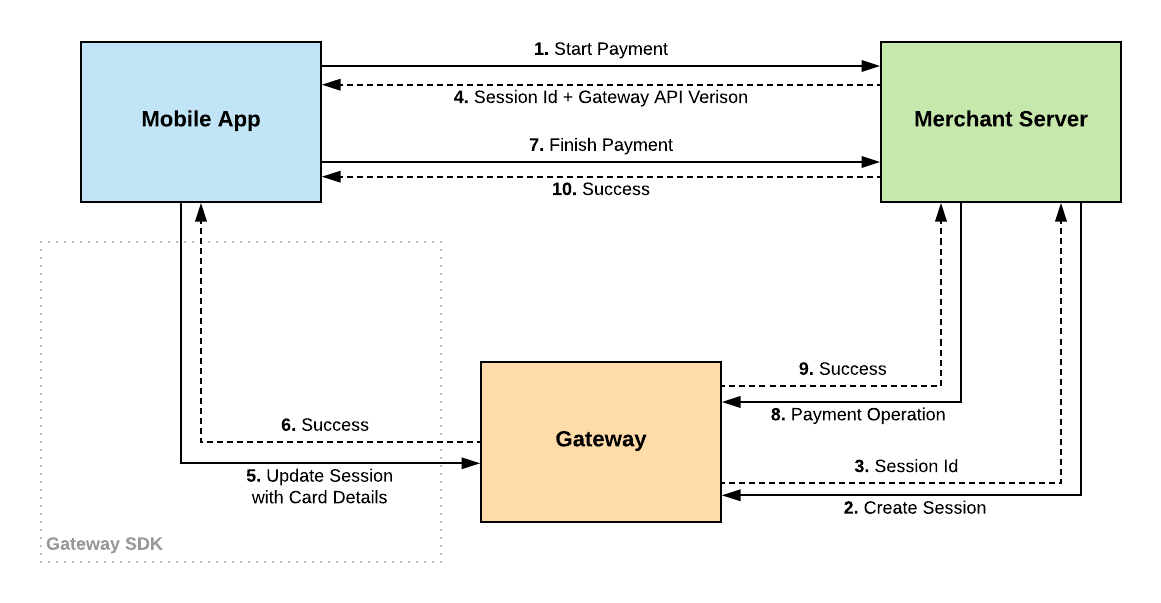 1. Start Payment
4. Session Id + Gateway API Verison
Mobile App
Merchant Server
7. Finish Payment
10. Success
9. Success
8. Payment Operation
6. Success
Gateway
5. Update Session
with Card Details
3. Session Id
2. Create Session
Gateway SDK